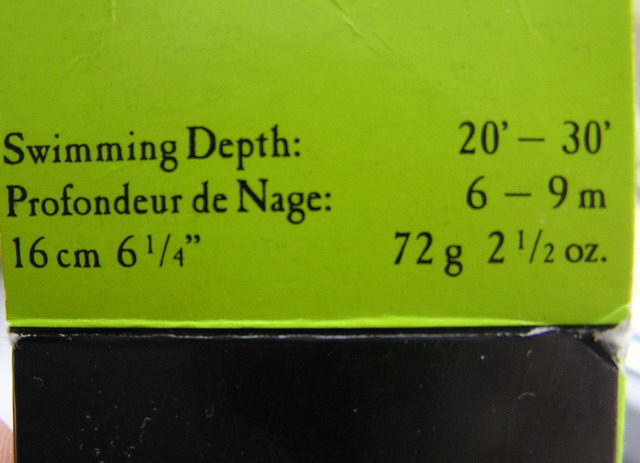 Swimming Depth: 20' – 30'
Profondeur de Nage: 6 – 9 m
16 cm 6 1/4" 72 g 2 1/2 oz.